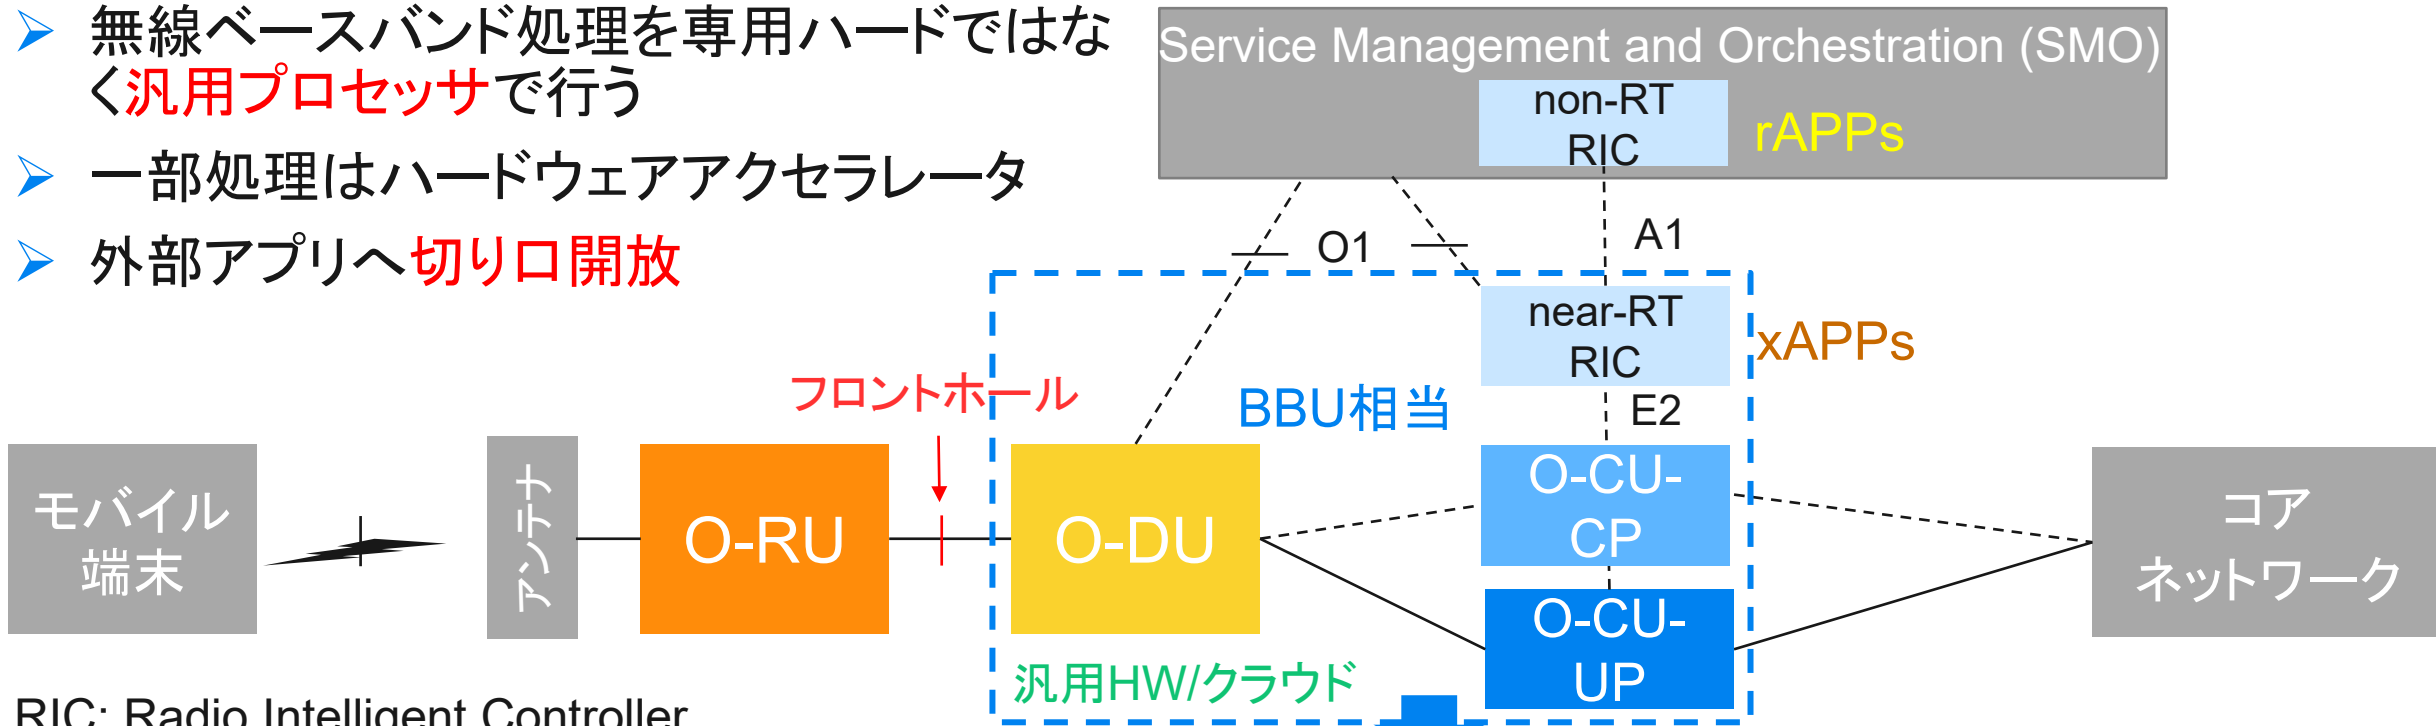 無線ベースバンド処理を専用ハードではな
く汎用プロセッサで行う
一部処理はハードウェアアクセラレータ
外部アプリへ切り口開放
Service Management and Orchestration (SMO)
non-RT
RIC
rAPPs
O1
A1
near-RT
RIC
xAPPs
フロントホール
BBU相当
E2
モバイル
端末
アンテナ
O-RU
O-DU
O-CU-
CP
O-CU-
UP
コア
ネットワーク
汎用HW/クラウド
RIC: Radio Intelligent Controller